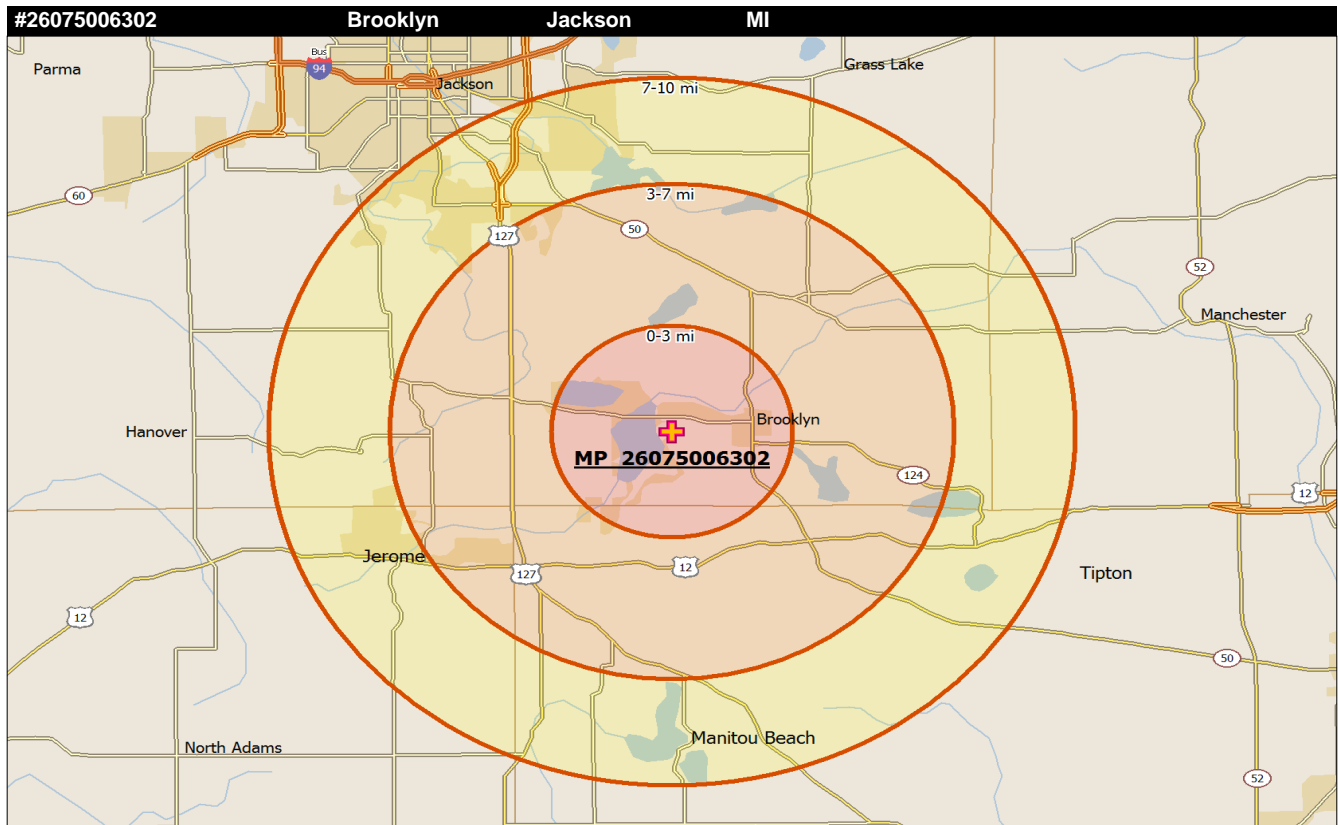 #26075006302 Brooklyn Jackson MI
Bus
94
Parma
Jackson
Grass Lake
7-10 mi
60
3-7 mi
50
127
52
Manchester
0-3 mi
Hanover
Brooklyn
MP 26075006302
124
12
Jerome
12
127
Tipton
12
50
Manitou Beach
North Adams
52